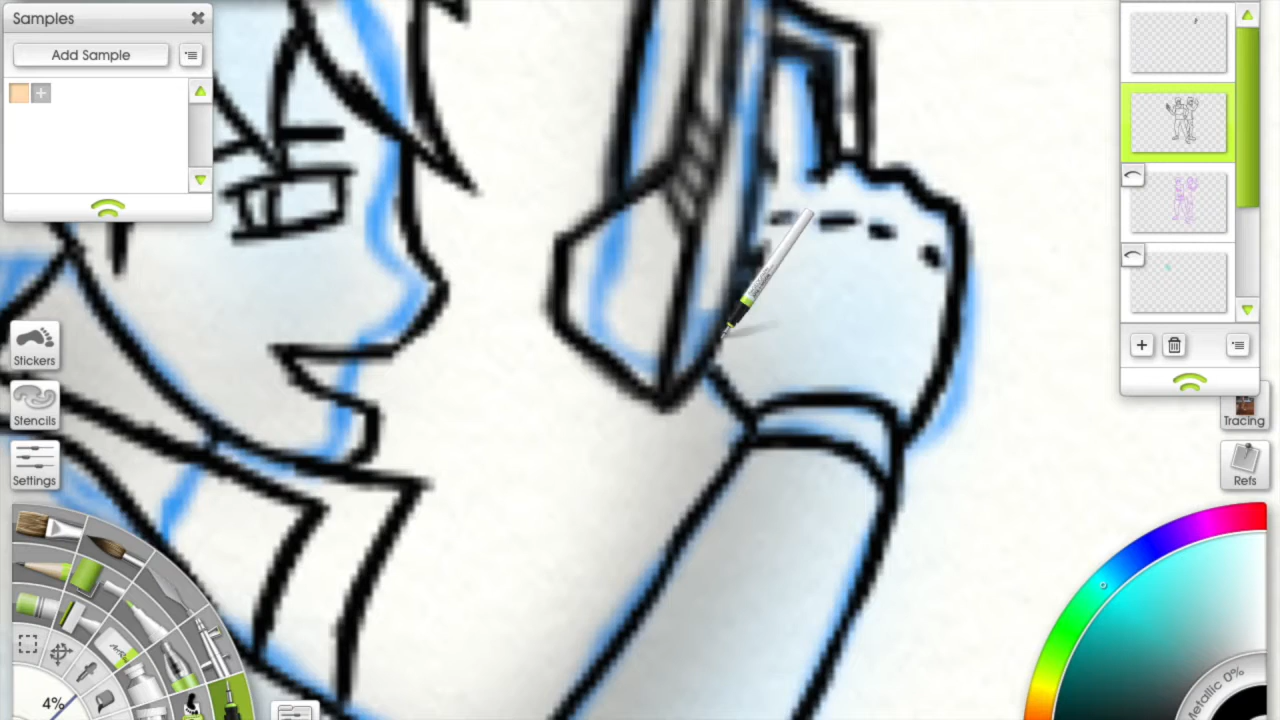 Samples
Add Sample
Stickers
Stencils
Settings
4%
Tracing
Refs
Metallic 0%